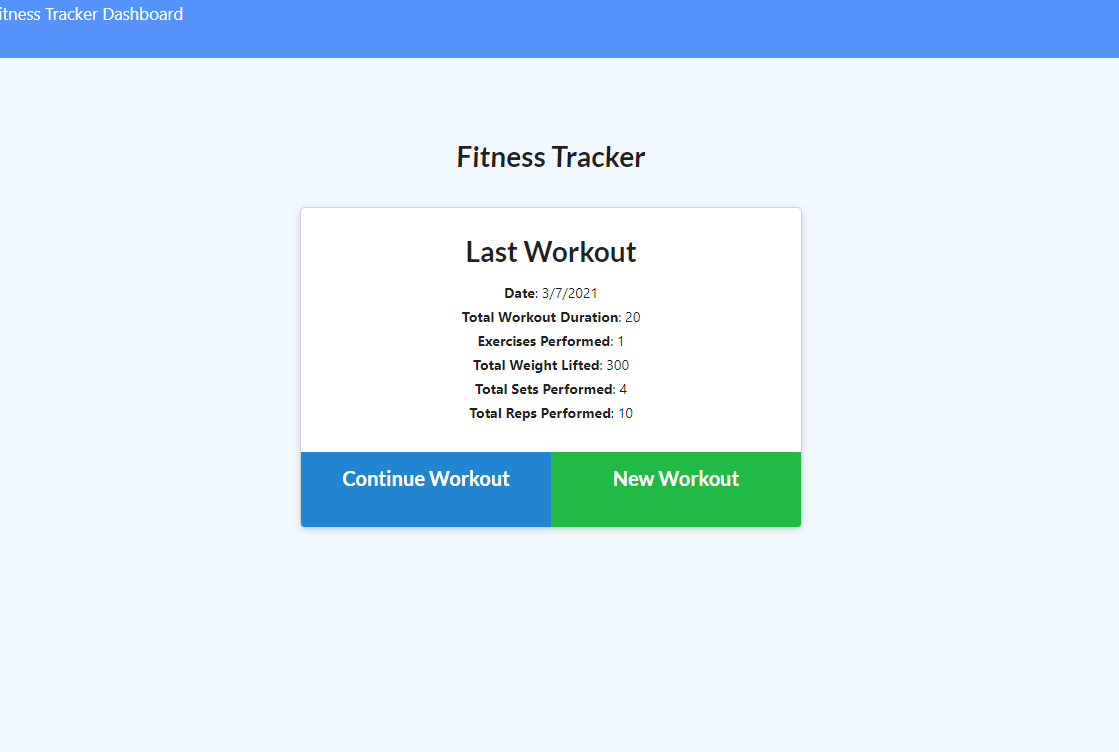 itness Tracker Dashboard
Fitness Tracker
Last Workout
Date: 3/7/2021
Total Workout Duration: 20
Exercises Performed: 1
Total Weight Lifted: 300
Total Sets Performed: 4
Total Reps Performed: 10
Continue Workout New Workout